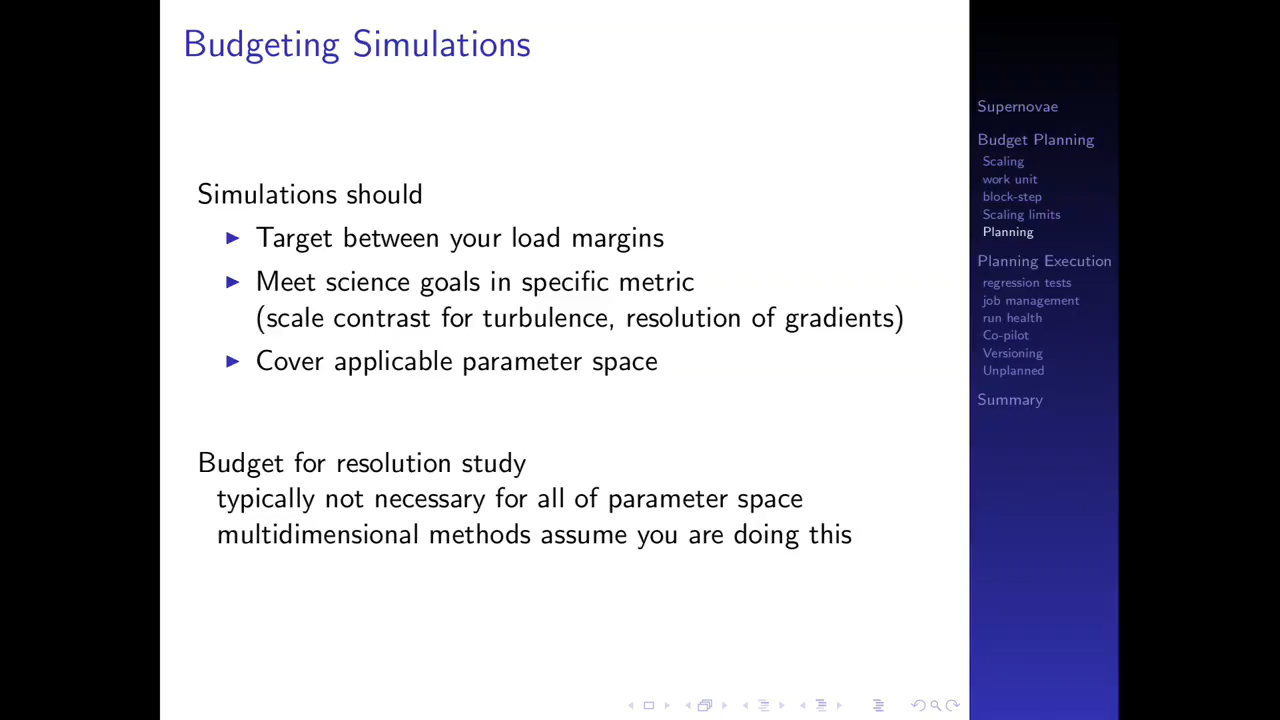 Budgeting Simulations
Simulations should
Target between your load margins
Meet science goals in specific metric
(scale contrast for turbulence, resolution of gradients)
Cover applicable parameter space
Budget for resolution study
typically not necessary for all of parameter space
multidimensional methods assume you are doing this
Supernovae
Budget Planning
Scaling
work unit
block-step
Scaling limits
Planning
Planning Execution
regression tests
job management
run health
Co-pilot
Versioning
Unplanned
Summary